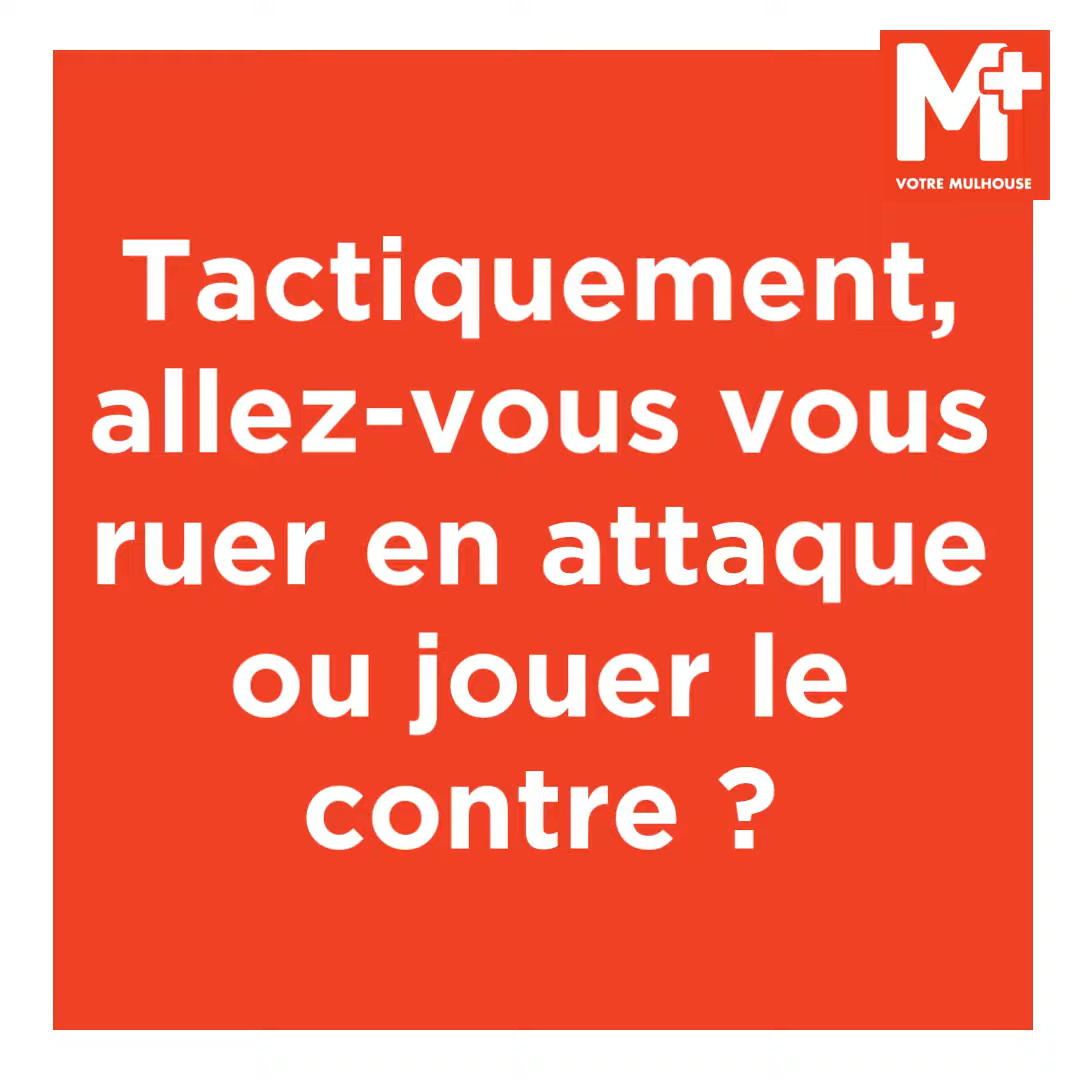 M+
VOTRE MULHOUSE
Tactiquement,
allez-vous vous
ruer en attaque
ou jouer le
contre ?